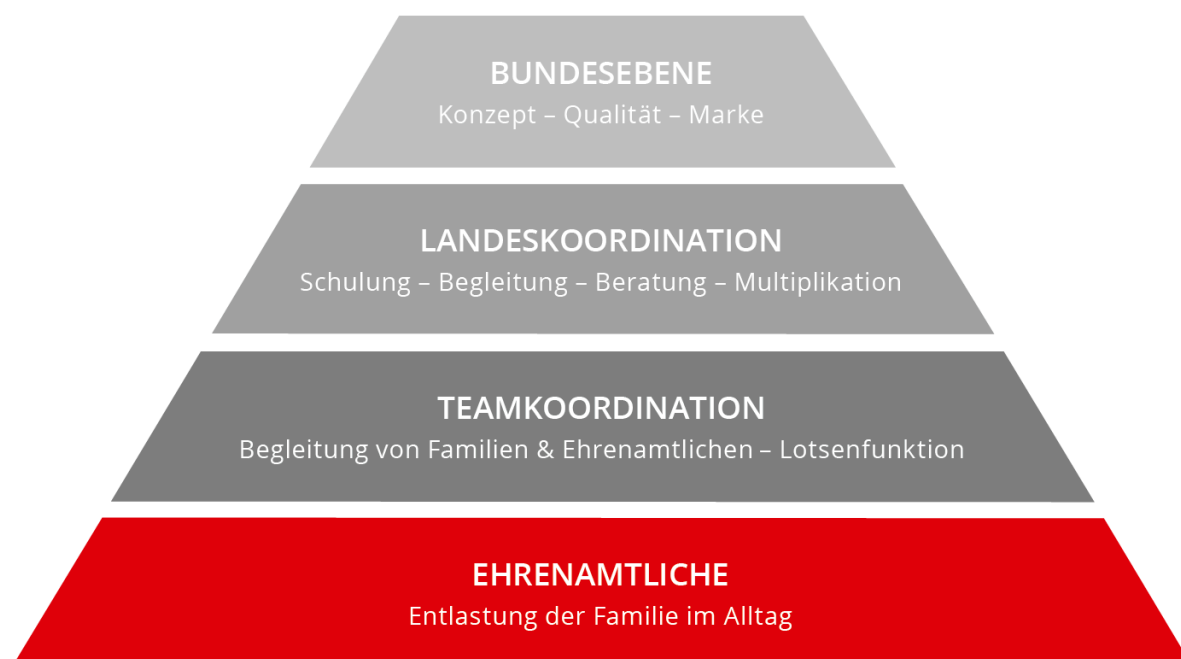 BUNDESEBENE
Konzept – Qualität – Marke
LANDESKOORDINATION
Schulung – Begleitung – Beratung – Multiplikation
TEAMKOORDINATION
Begleitung von Familien & Ehrenamtlichen – Lotsenfunktion
EHRENAMTLICHE
Entlastung der Familie im Alltag